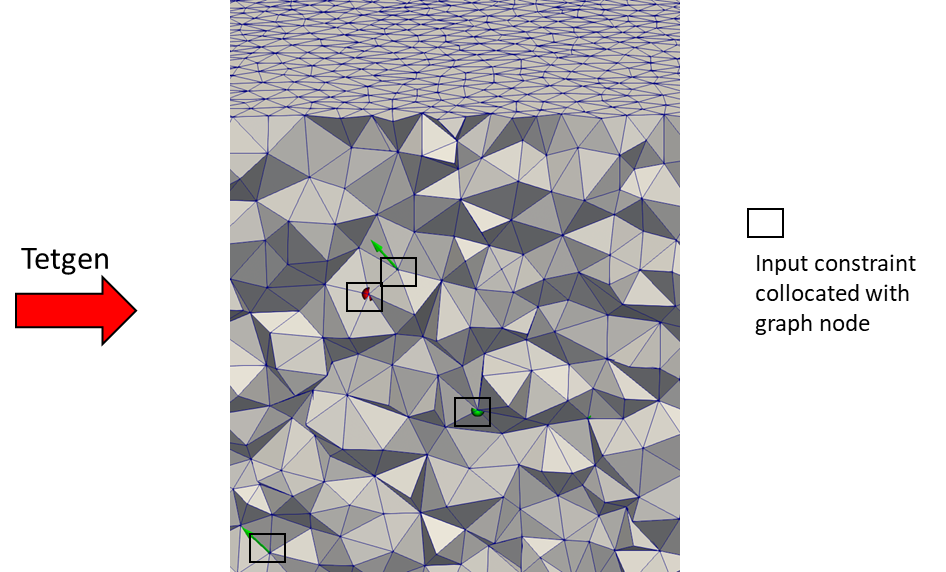 Tetgen
Input constraint
collocated with
graph node